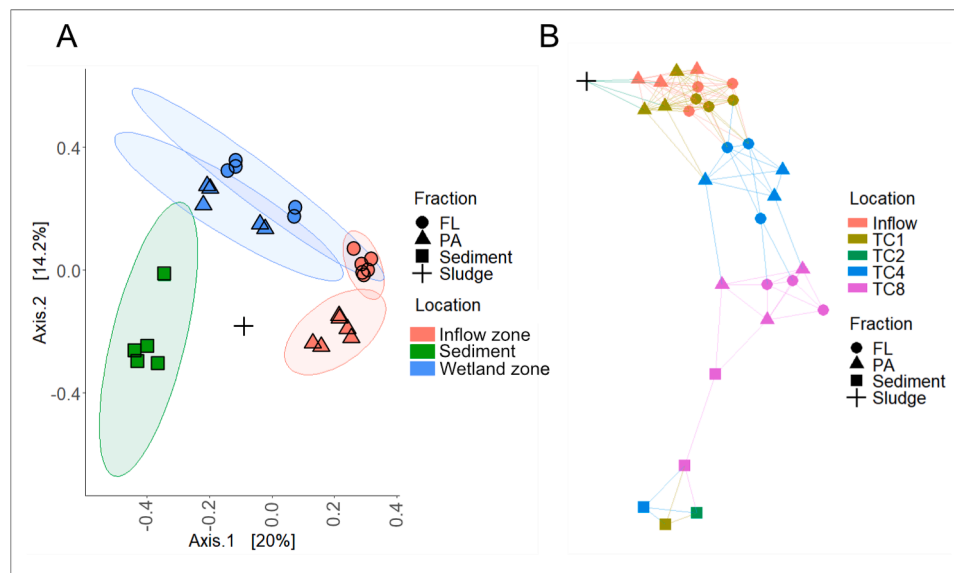 A
Axis.2 [14.2%]
0.4
0.0
-0.4
-0.4
-0.2
0.0
0.2
0.4
Axis.1 [20%]
Fraction
FL
PA
Sediment
Sludge
Location
Inflow zone
Sediment
Wetland zone
B
Location
Inflow
TC1
TC2
TC4
TC8
Fraction
FL
PA
Sediment
Sludge